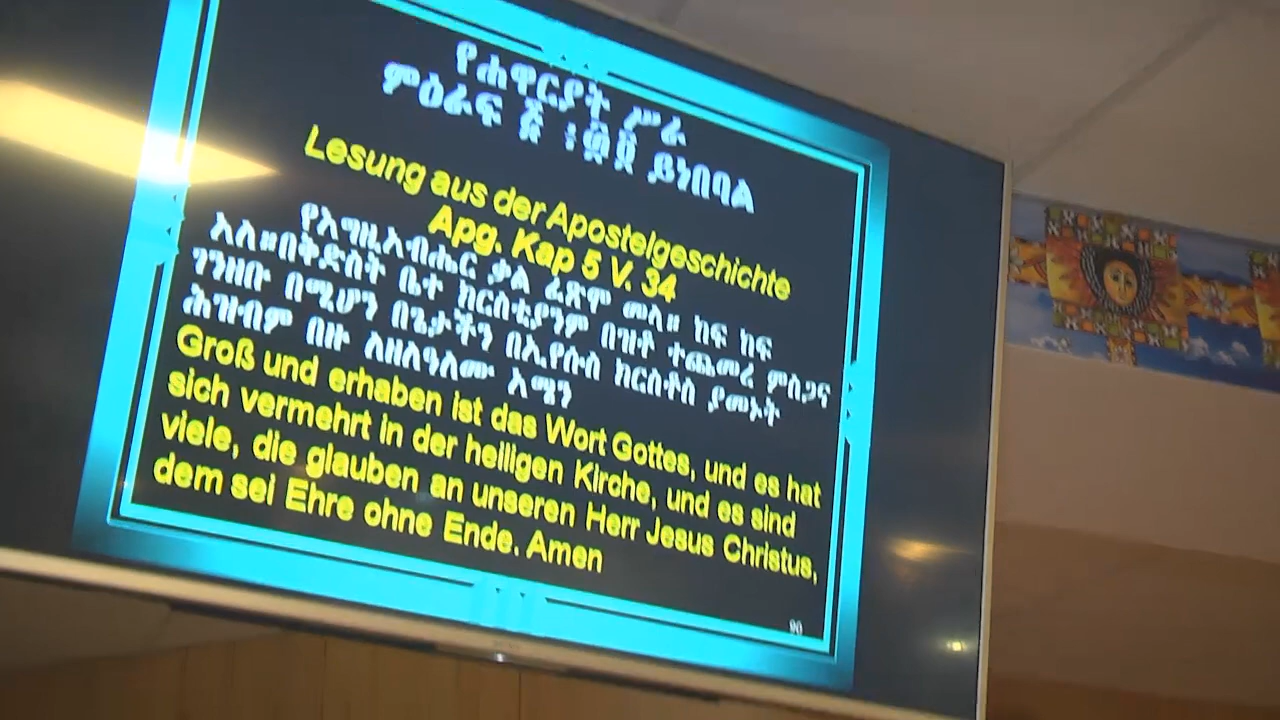 የሐዋርያት ሥራ
ምዕራፍ ፭ ፡፴፬ ይነበባል
Lesung aus der Apostelgeschichte
Apg. Kap 5 V. 34
የእግዚአብሔር ቃል ፈጽሞ መላ። ከፍ ከፍ
አለ።በቅድስት ቤተ ክርስቲያንም በዝቶ ተጨመረ ምስጋና
ገንዘቡ በሚሆን በጌታችን በኢየሱስ ክርስቶስ ያመኑት
ሕዝብም በዙ ለዘለዓለሙ አሜን
Groß und erhaben ist das Wort Gottes, und es hat
sich vermehrt in der heiligen Kirche, und es sind
viele, die glauben an unseren Herr Jesus Christus,
dem sei Ehre ohne Ende. Amen
90